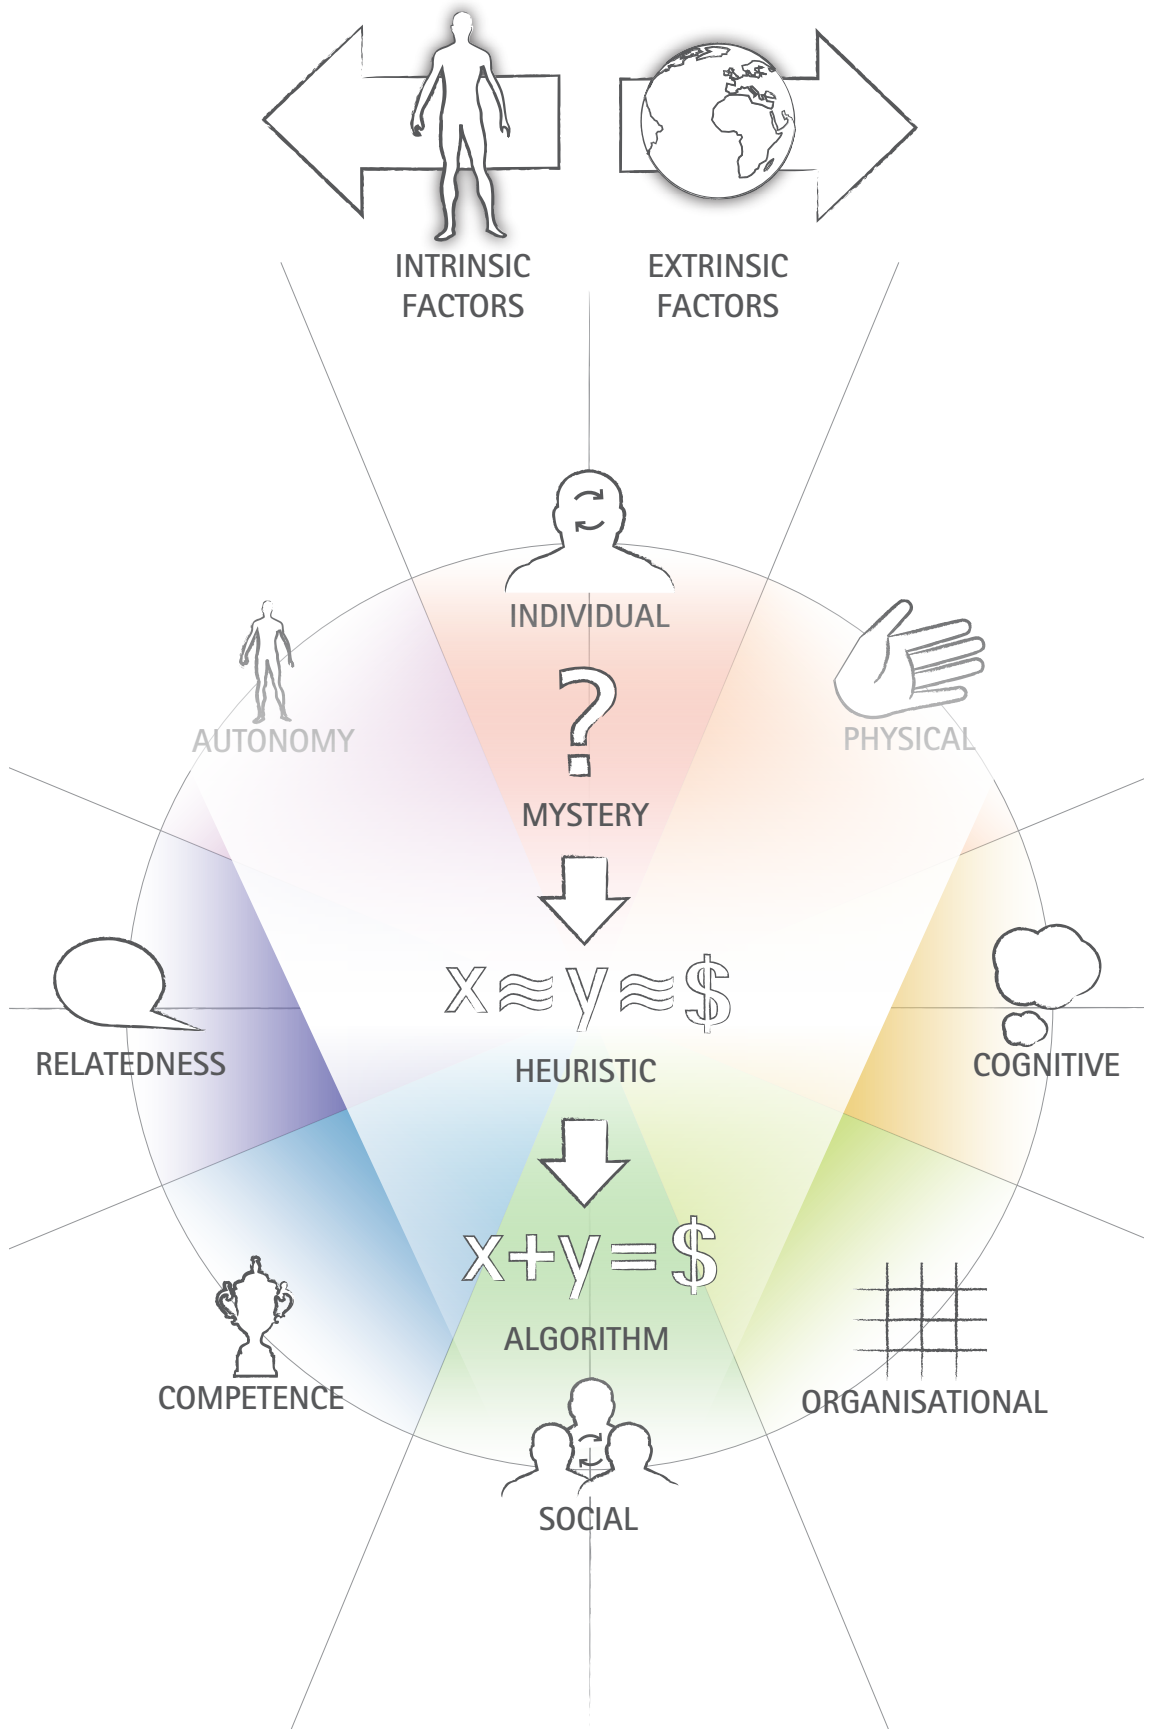 INTRINSIC
FACTORS
EXTRINSIC
FACTORS
INDIVIDUAL
?
AUTONOMY
PHYSICAL
MYSTERY
x≈y≈$
RELATEDNESS
HEURISTIC
COGNITIVE
x+y=$
ALGORITHM
COMPETENCE
ORGANISATIONAL
SOCIAL